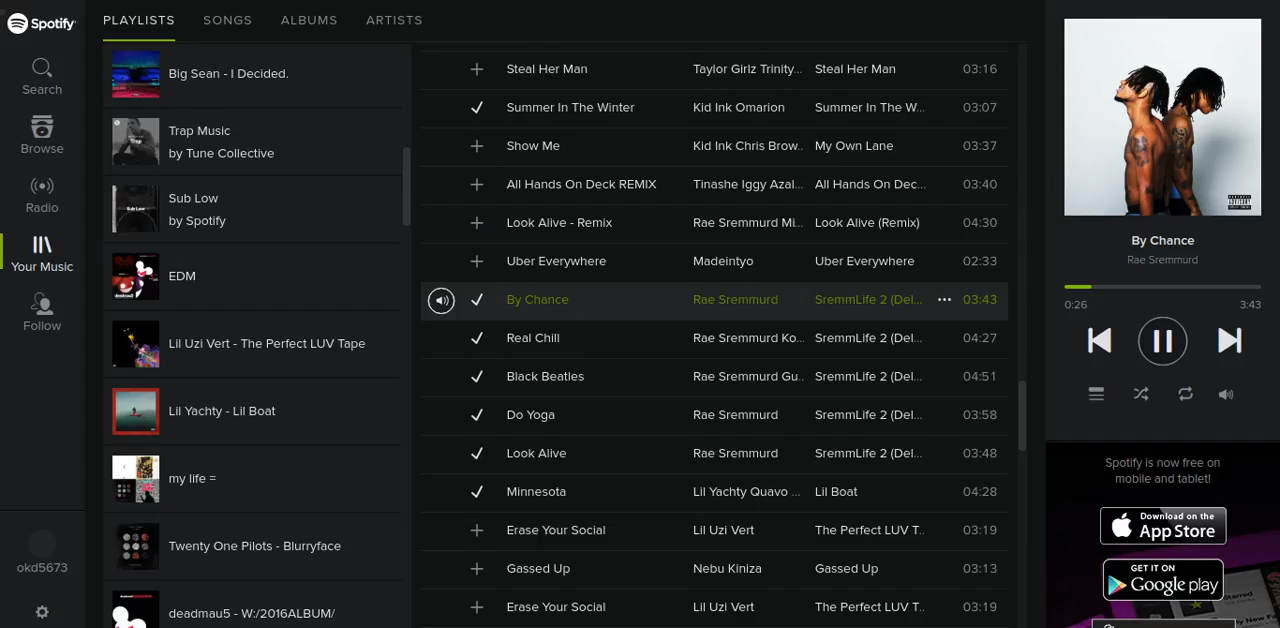 Spotify
Search
Browse
Radio
Your Music
Follow
okd5673
PLAYLISTS SONGS ALBUMS ARTISTS
Big Sean - I Decided.
Trap Music
by Tune Collective
Sub Low
by Spotify
EDM
Lil Uzi Vert - The Perfect LUV Tape
Lil Yachty - Lil Boat
my life =
Twenty One Pilots - Blurryface
deadmau5 - W:/2016ALBUM/
Steal Her Man Taylor Girlz Trinity... Steal Her Man 03:16
Summer In The Winter Kid Ink Omarion Summer In The W... 03:07
Show Me Kid Ink Chris Brow.. My Own Lane 03:37
All Hands On Deck REMIX Tinashe Iggy Azal... All Hands On Dec... 03:40
Look Alive - Remix Rae Sremmurd Mi... Look Alive (Remix) 04:30
Uber Everywhere Madeintyo Uber Everywhere 02:33
By Chance Rae Sremmurd SremmLife 2 (Del... ••• 03:43
Real Chill Rae Sremmurd Ko... SremmLife 2 (Del... 04:27
Black Beatles Rae Sremmurd Gu.. SremmLife 2 (Del... 04:51
Do Yoga Rae Sremmurd SremmLife 2 (Del... 03:58
Look Alive Rae Sremmurd SremmLife 2 (Del... 03:48
Minnesota Lil Yachty Quavo ... Lil Boat 04:28
Erase Your Social Lil Uzi Vert The Perfect LUV T.. 03:19
Gassed Up Nebu Kiniza Gassed Up 03:13
Erase Your Social Lil Uzi Vert The Perfect LUV T.. 03:19
By Chance
Rae Sremmurd
0:26 3:43
Spotify is now free on
mobile and tablet!
Download on the
App Store
GET IT ON
Google play